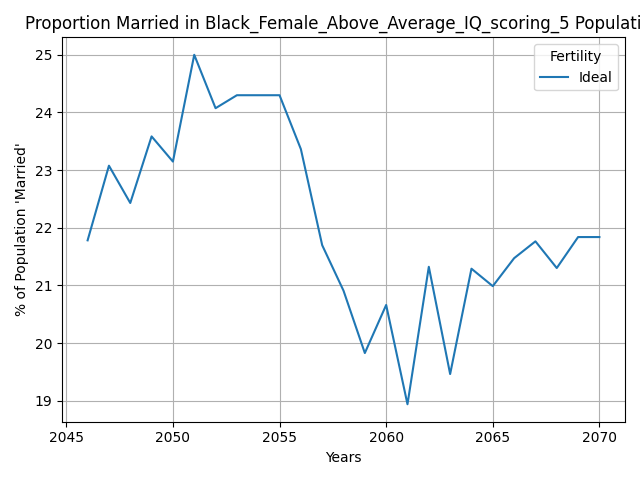 Proportion Married in Black_Female_Above_Average_IQ_scoring_5 Populati
% of Population 'Married'
25
24
23
22
21
20
19
Fertility
Ideal
2045 2050 2055 2060 2065 2070
Years